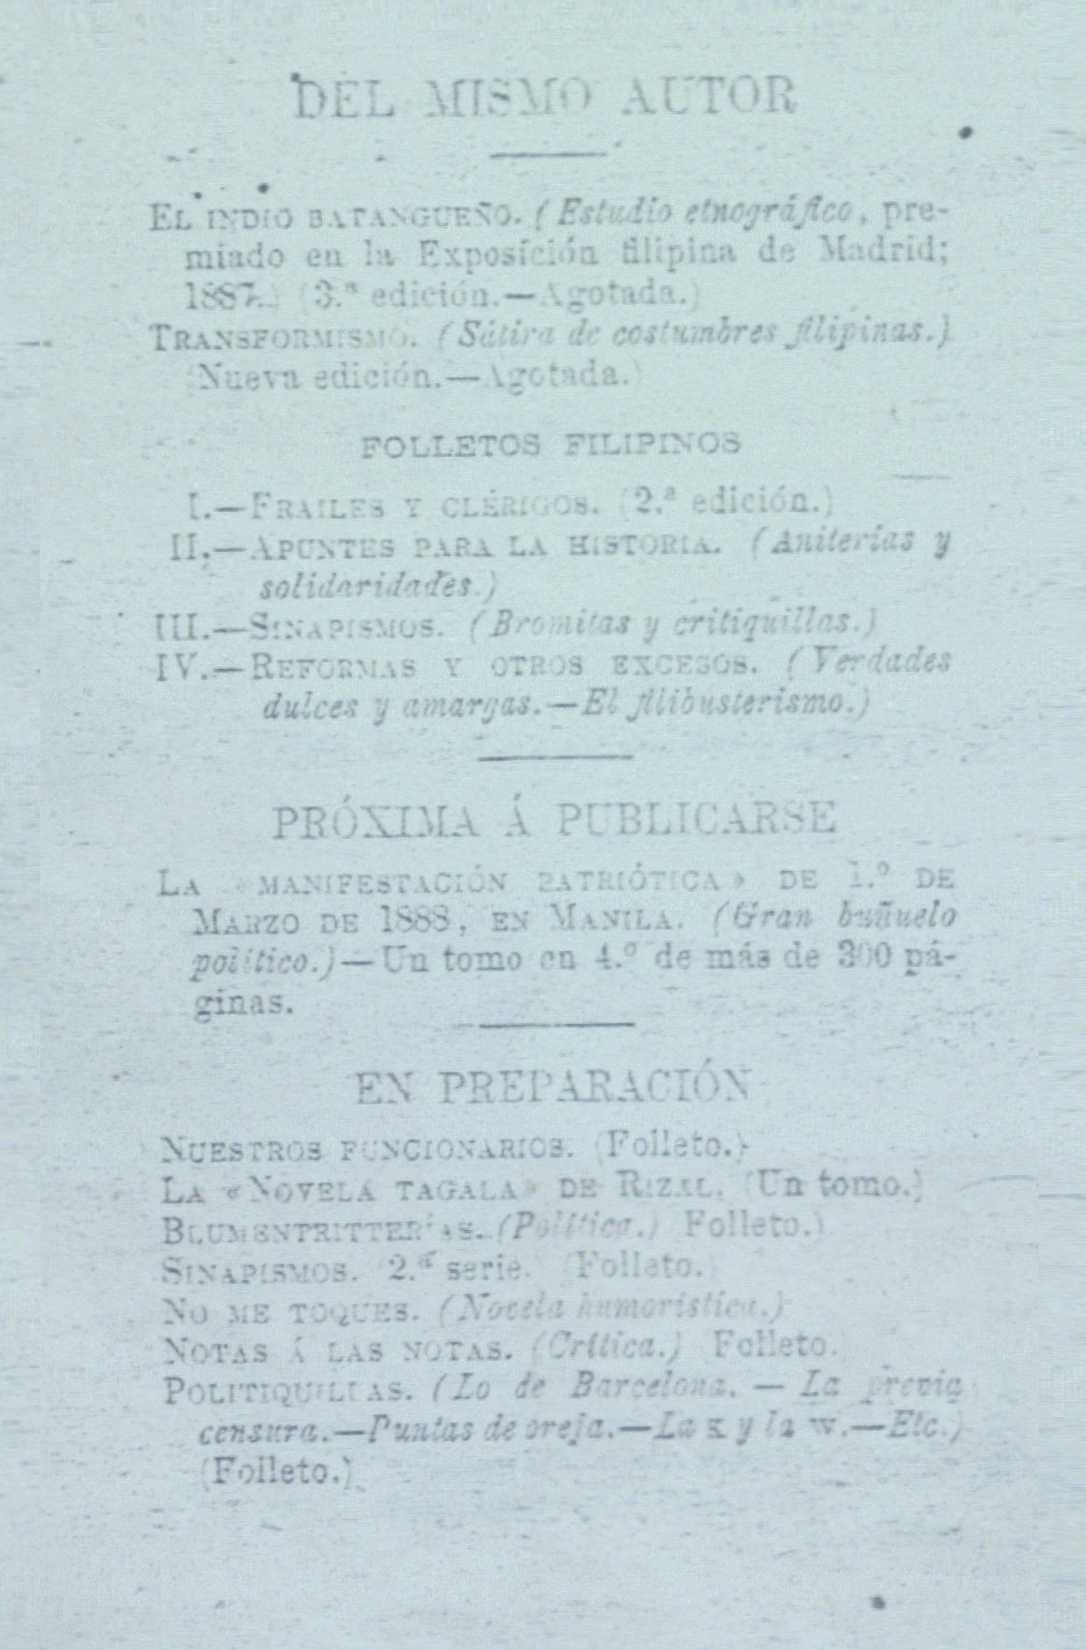 DEL MISMO AUTOR
EL INDIO BATANGUEÑO. (Estudio etnográfico, pre-
miado en la Exposición filipina de Madrid;
1887.) (3.ª edición.—Agotada.)
TRANSFORMISMO. (Sátira de costumbres filipinas.)
(Nueva edición.—Agotada.)
FOLLETOS FILIPINOS
I.—FRAILES Y CLÉRIGOS. (2.ª edición.)
II.—APUNTES PARA LA HISTORIA. (Aniterías y
solidaridades.)
III.—SINAPISMOS. (Bromitas y critiquillas.)
IV.—REFORMAS Y OTROS EXCESOS. (Verdades
dulces y amargas.—El filibusterismo.)
PRÓXIMA Á PUBLICARSE
LA «MANIFESTACIÓN PATRIÓTICA» DE 1.º DE
MARZO DE 1888, EN MANILA. (Gran buñuelo
político.)—Un tomo en 4.º de más de 300 pá-
ginas.
EN PREPARACIÓN
NUESTROS FUNCIONARIOS. (Folleto.)
LA «NOVELA TAGALA» DE RIZAL. (Un tomo.)
BLUMENTRITTERÍAS. (Política.) Folleto.)
SINAPISMOS. (2.ª serie. (Folleto.)
NO ME TOQUES. (Novela humorística.)
NOTAS Á LAS NOTAS. (Crítica.) Folleto.
POLITIQUILLAS. (Lo de Barcelona. — La previa
censura.—Puntas de oreja.—La K y la W.—Etc.)
(Folleto.)